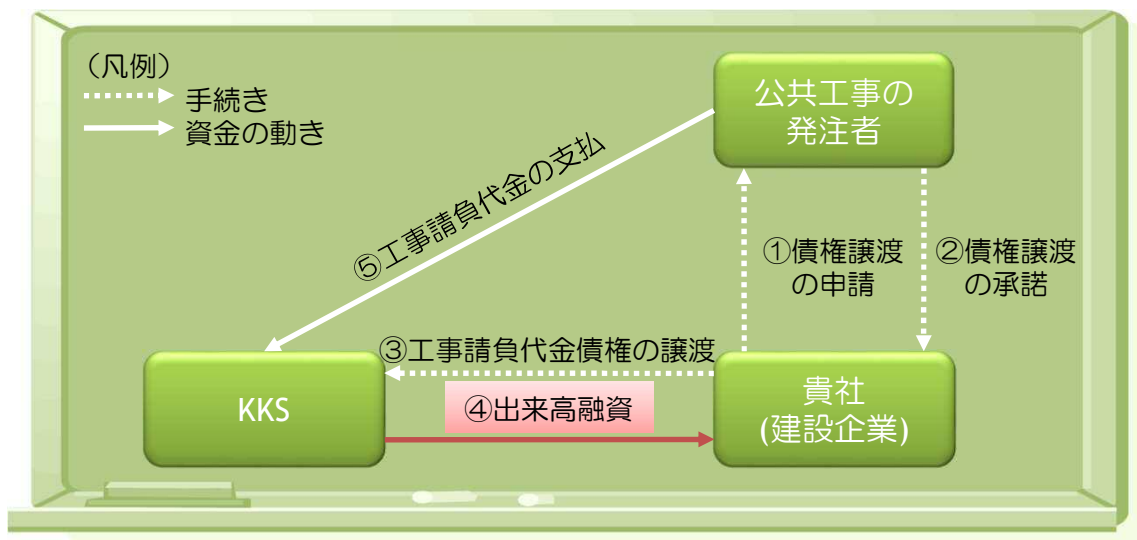 （凡例）
手続き
資金の動き
公共工事の
発注者
⑤工事請負代金の支払
①債権譲渡
の申請
②債権譲渡
の承諾
③工事請負代金債権の譲渡
KKS
④出来高融資
貴社
(建設企業)